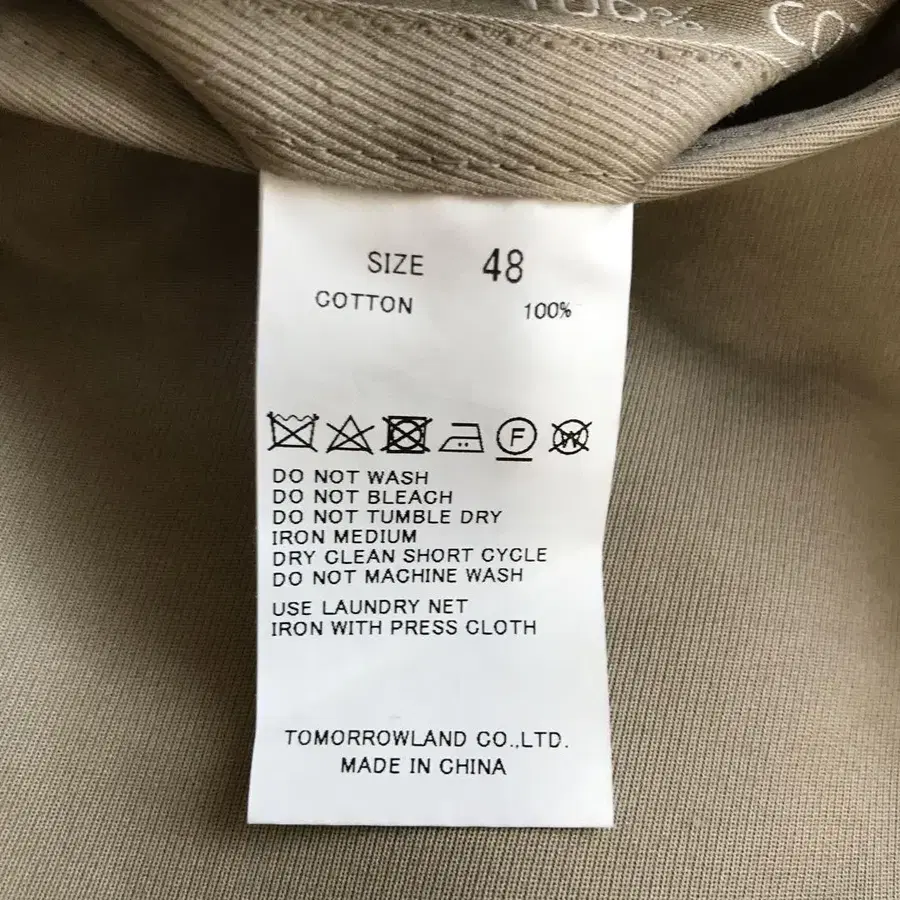 100%
SIZE 48
COTTON 100%
F W
DO NOT WASH
DO NOT BLEACH
DO NOT TUMBLE DRY
IRON MEDIUM
DRY CLEAN SHORT CYCLE
DO NOT MACHINE WASH
USE LAUNDRY NET
IRON WITH PRESS CLOTH
TOMORROWLAND CO.,LTD.
MADE IN CHINA